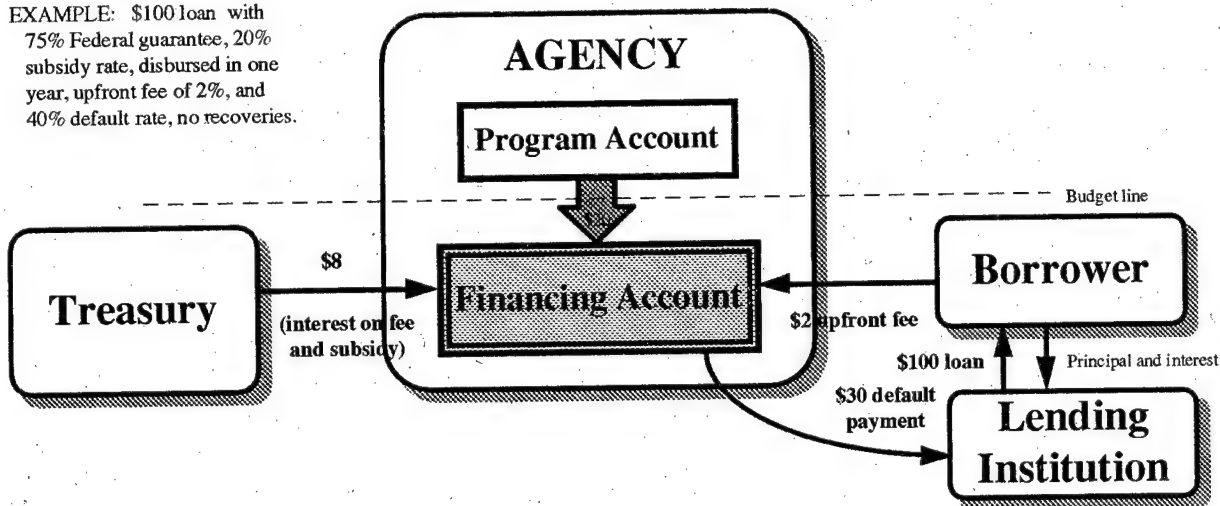 EXAMPLE: $100 loan with
75% Federal guarantee, 20%
subsidy rate, disbursed in one
year, upfront fee of 2%, and
40% default rate, no recoveries.
AGENCY
Program Account
Budget line
Treasury
$8
(interest on fee
and subsidy)
Financing Account
Borrower
$2 upfront fee
$100 loan
Principal and interest
$30 default
payment
Lending
Institution